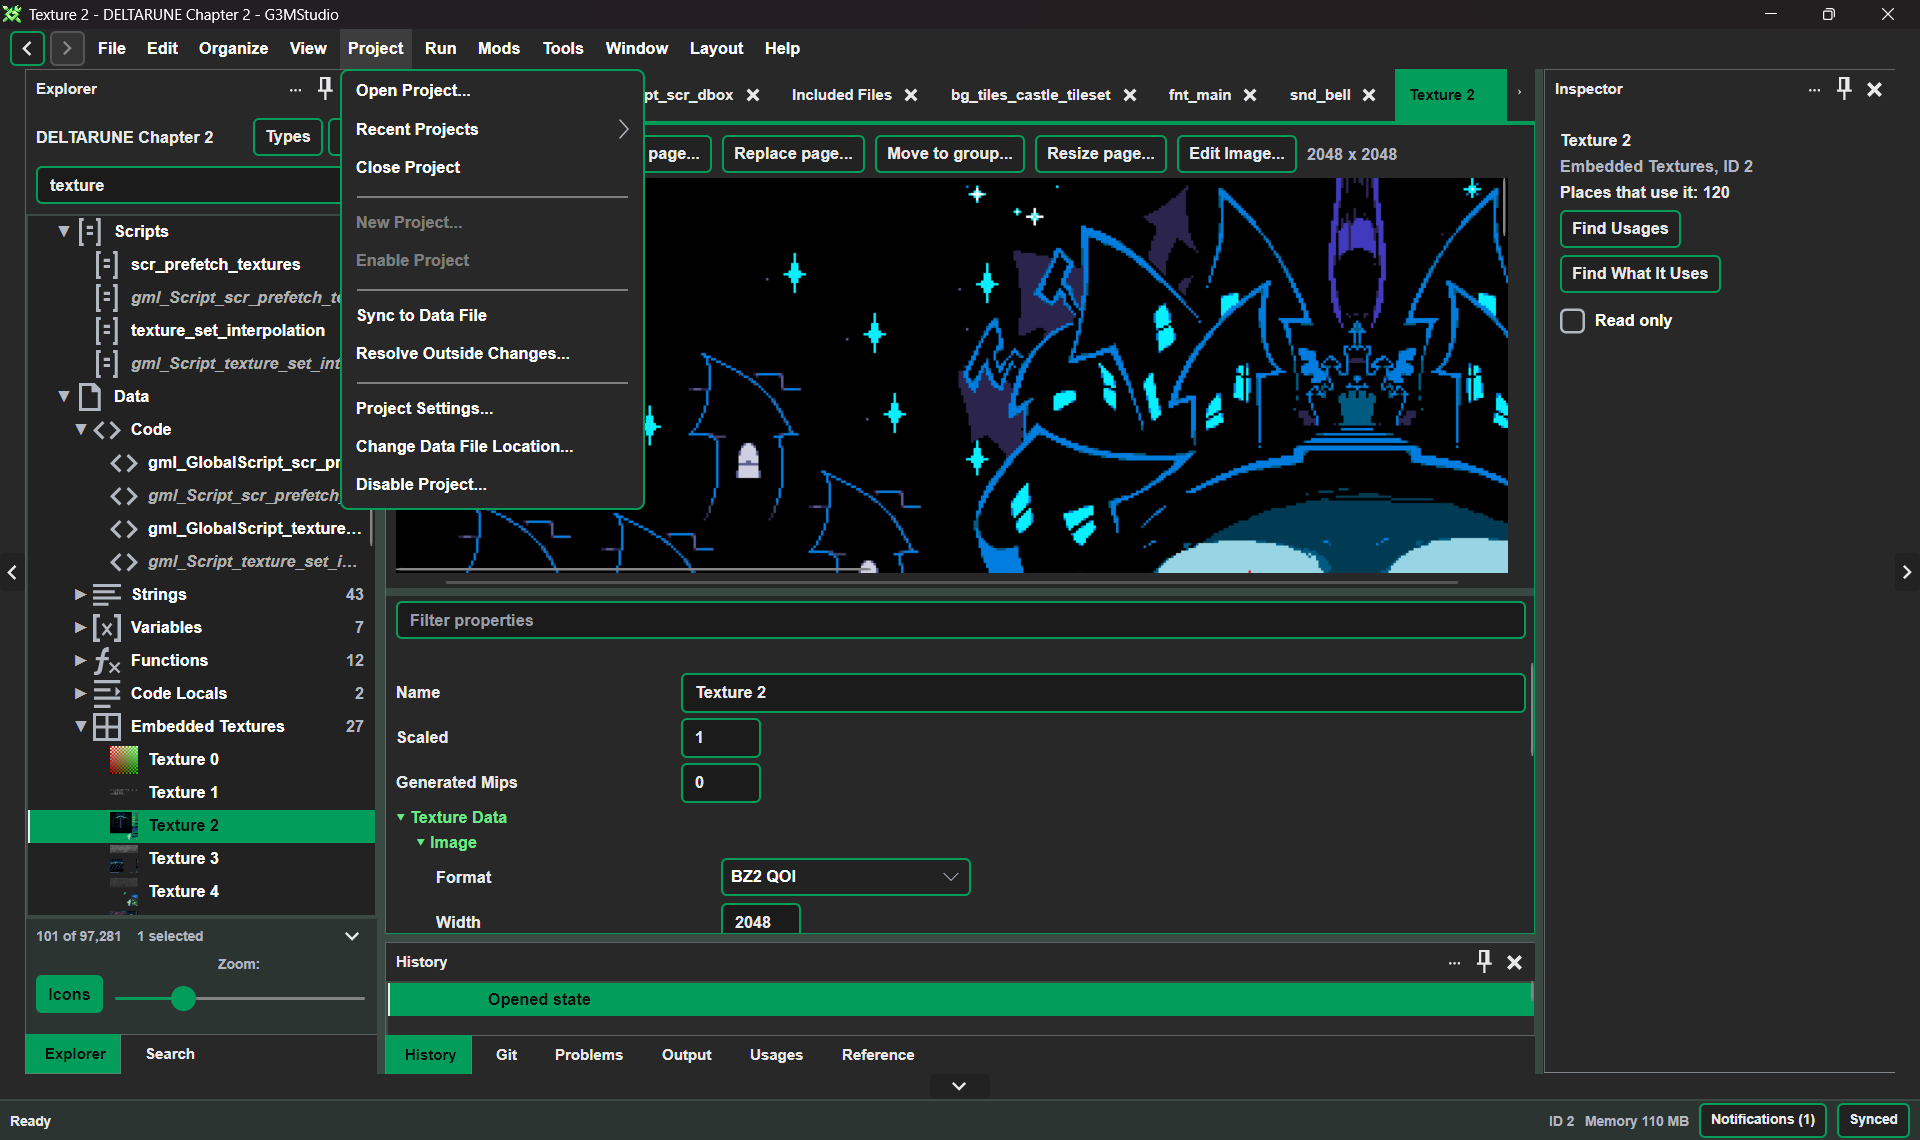 Texture 2 - DELTARUNE Chapter 2 - G3MStudio
File Edit Organize View Project Run Mods Tools Window Layout Help
Explorer
DELTARUNE Chapter 2
Types
texture
Scripts
scr_prefetch_textures
gml_Script_scr_prefetch_t
texture_set_interpolation
gml_Script_texture_set_int
Data
Code
gml_GlobalScript_scr_pr
gml_Script_scr_prefetch
gml_GlobalScript_texture...
gml_Script_texture_set_i...
Strings 43
Variables 7
Functions 12
Code Locals 2
Embedded Textures 27
Texture 0
Texture 1
Texture 2
Texture 3
Texture 4
101 of 97,281 1 selected
Zoom:
Icons
Explorer Search
Open Project...
Recent Projects
Close Project
New Project...
Enable Project
Sync to Data File
Resolve Outside Changes...
Project Settings...
Change Data File Location...
Disable Project...
pt_scr_dbox Included Files bg_tiles_castle_tileset fnt_main snd_bell Texture 2
page... Replace page... Move to group... Resize page... Edit Image... 2048 x 2048
Filter properties
Name Texture 2
Scaled 1
Generated Mips 0
Texture Data
Image
Format BZ2 QOI
Width 2048
History
Opened state
History Git Problems Output Usages Reference
Inspector
Texture 2
Embedded Textures, ID 2
Places that use it: 120
Find Usages
Find What It Uses
Read only
Ready
ID 2 Memory 110 MB Notifications (1) Synced